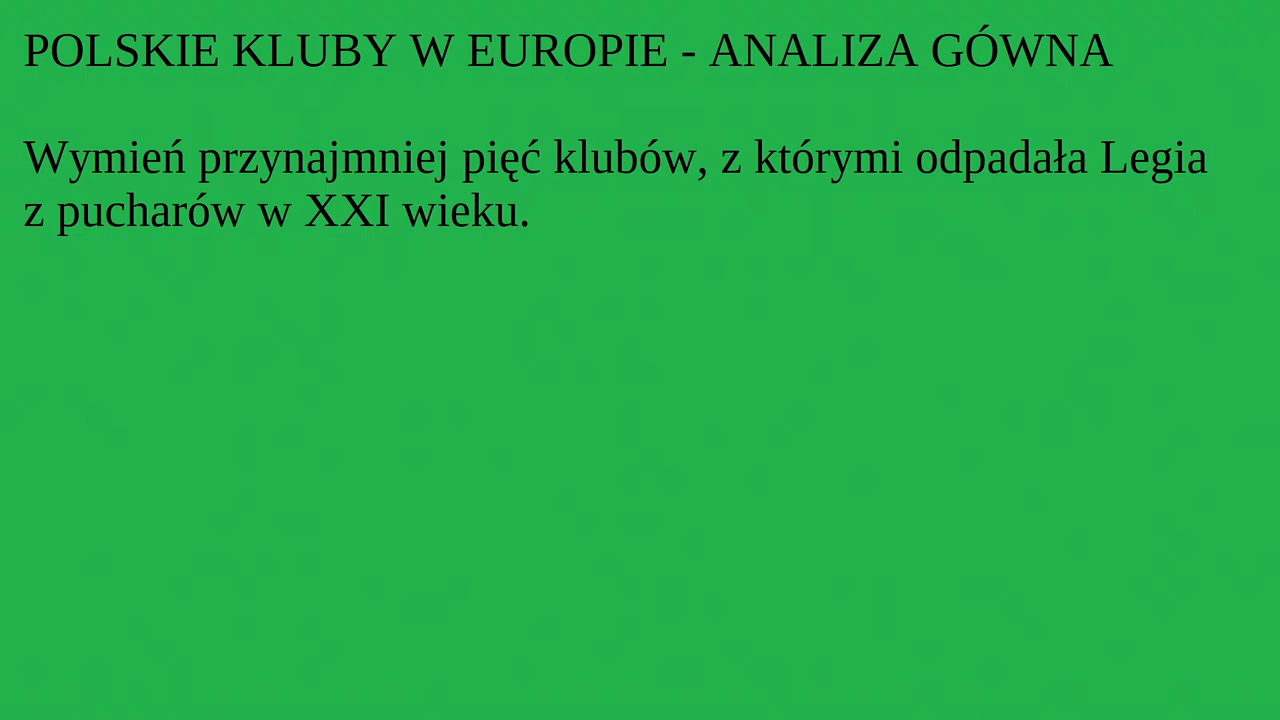 POLSKIE KLUBY W EUROPIE - ANALIZA GÓWNA
Wymień przynajmniej pięć klubów, z którymi odpadała Legia
z pucharów w XXI wieku.